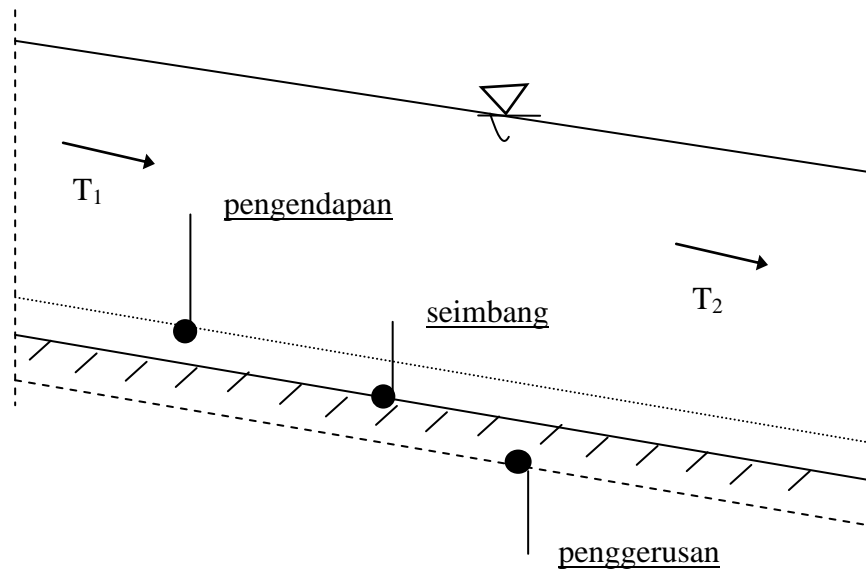 T₁
pengendapan
T₂
seimbang
penggerusan